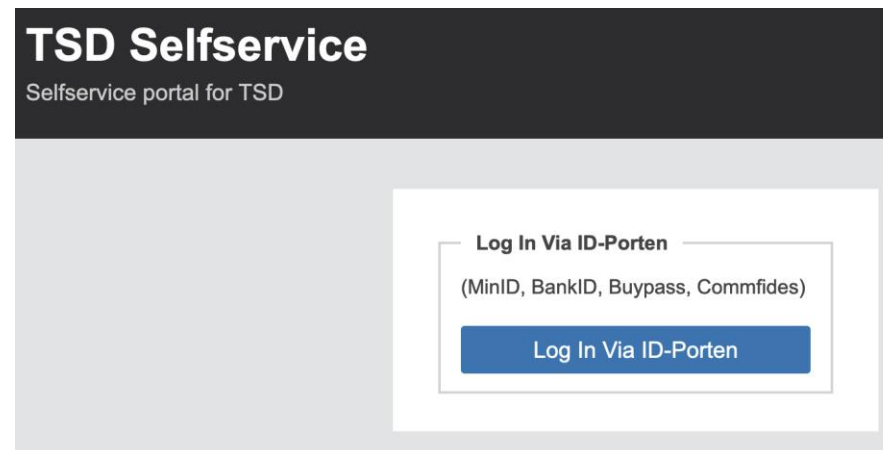 TSD Selfservice
Selfservice portal for TSD
Log In Via ID-Porten
(MinID, BankID, Buypass, Commfides)
Log In Via ID-Porten